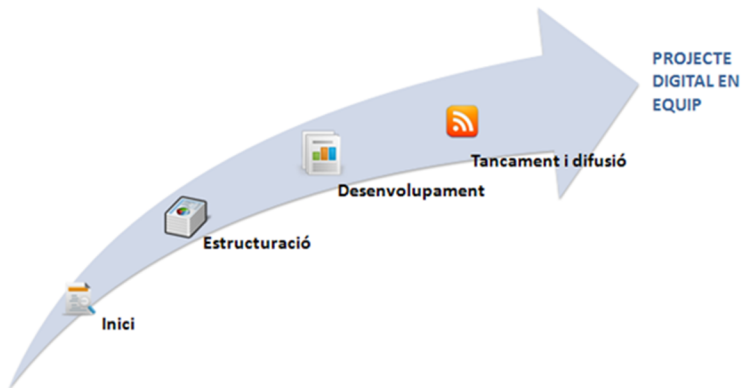 PROJECTE
DIGITAL EN
EQUIP
Tancament i difusió
Desenvolupament
Estructuració
Inici